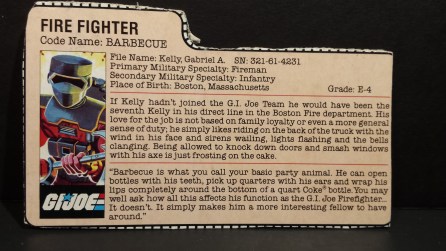 FIRE FIGHTER
Code Name: BARBECUE
File Name: Kelly, Gabriel A. SN: 321-61-4231
Primary Military Specialty: Fireman
Secondary Military Specialty: Infantry
Place of Birth: Boston, Massachusetts Grade: E-4
If Kelly hadn't joined the G.I. Joe Team he would have been the
seventh Kelly in his direct line in the Boston Fire department. His
love for the job is not based on family loyalty or even a more general
sense of duty; he simply likes riding on the back of the truck with the
wind in his face and sirens wailing, lights flashing and the bells
clanging. Being allowed to knock down doors and smash windows
with his axe is just frosting on the cake.
"Barbecue is what you call your basic party animal. He can open
bottles with his teeth, pick up quarters with his ears and wrap his
lips completely around the bottom of a quart Coke® bottle. You may
well ask how all this affects his function as the G.I. Joe Firefighter...
It doesn't. It simply makes him a more interesting fellow to have
around."
GIJOE